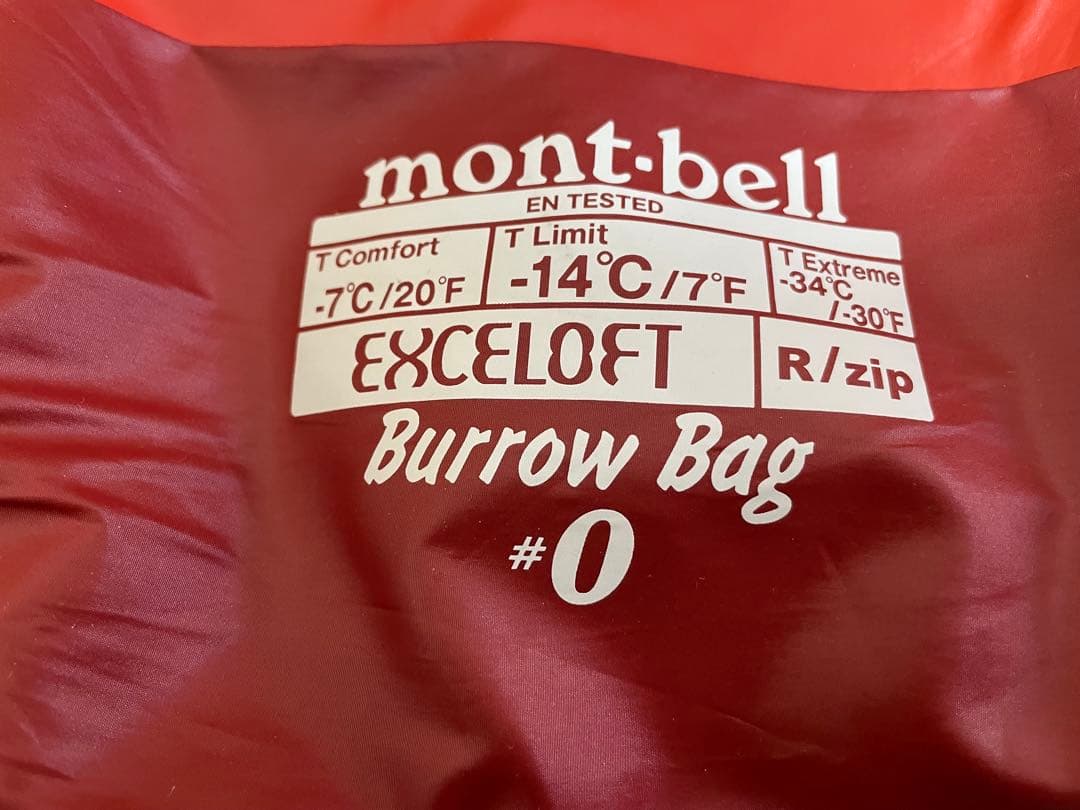 mont-bell
EN TESTED
T Comfort
-7℃/20°F
T Limit
-14℃/7°F
T Extreme
-34℃
/-30°F
EXCELOFT
R/zip
Burrow Bag
#0